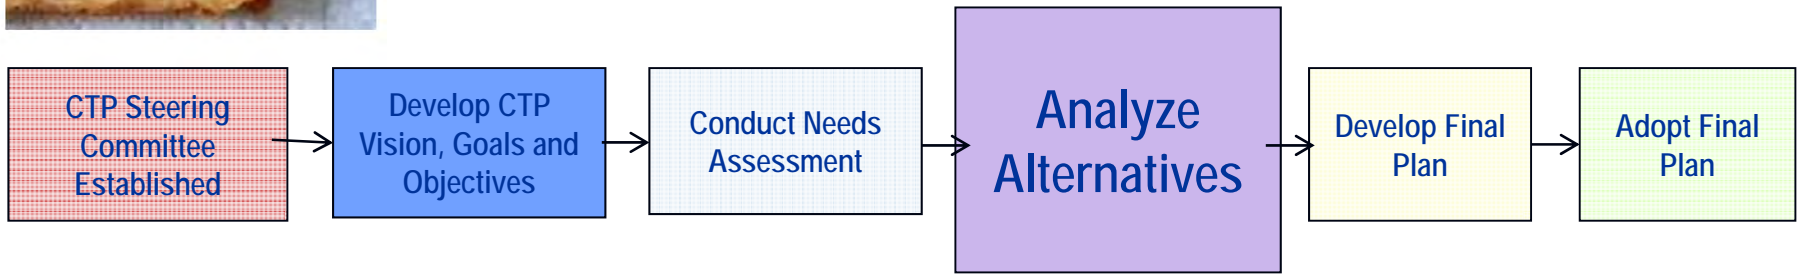 CTP Steering
Committee
Established
Develop CTP
Vision, Goals and
Objectives
Conduct Needs
Assessment
Analyze
Alternatives
Develop Final
Plan
Adopt Final
Plan